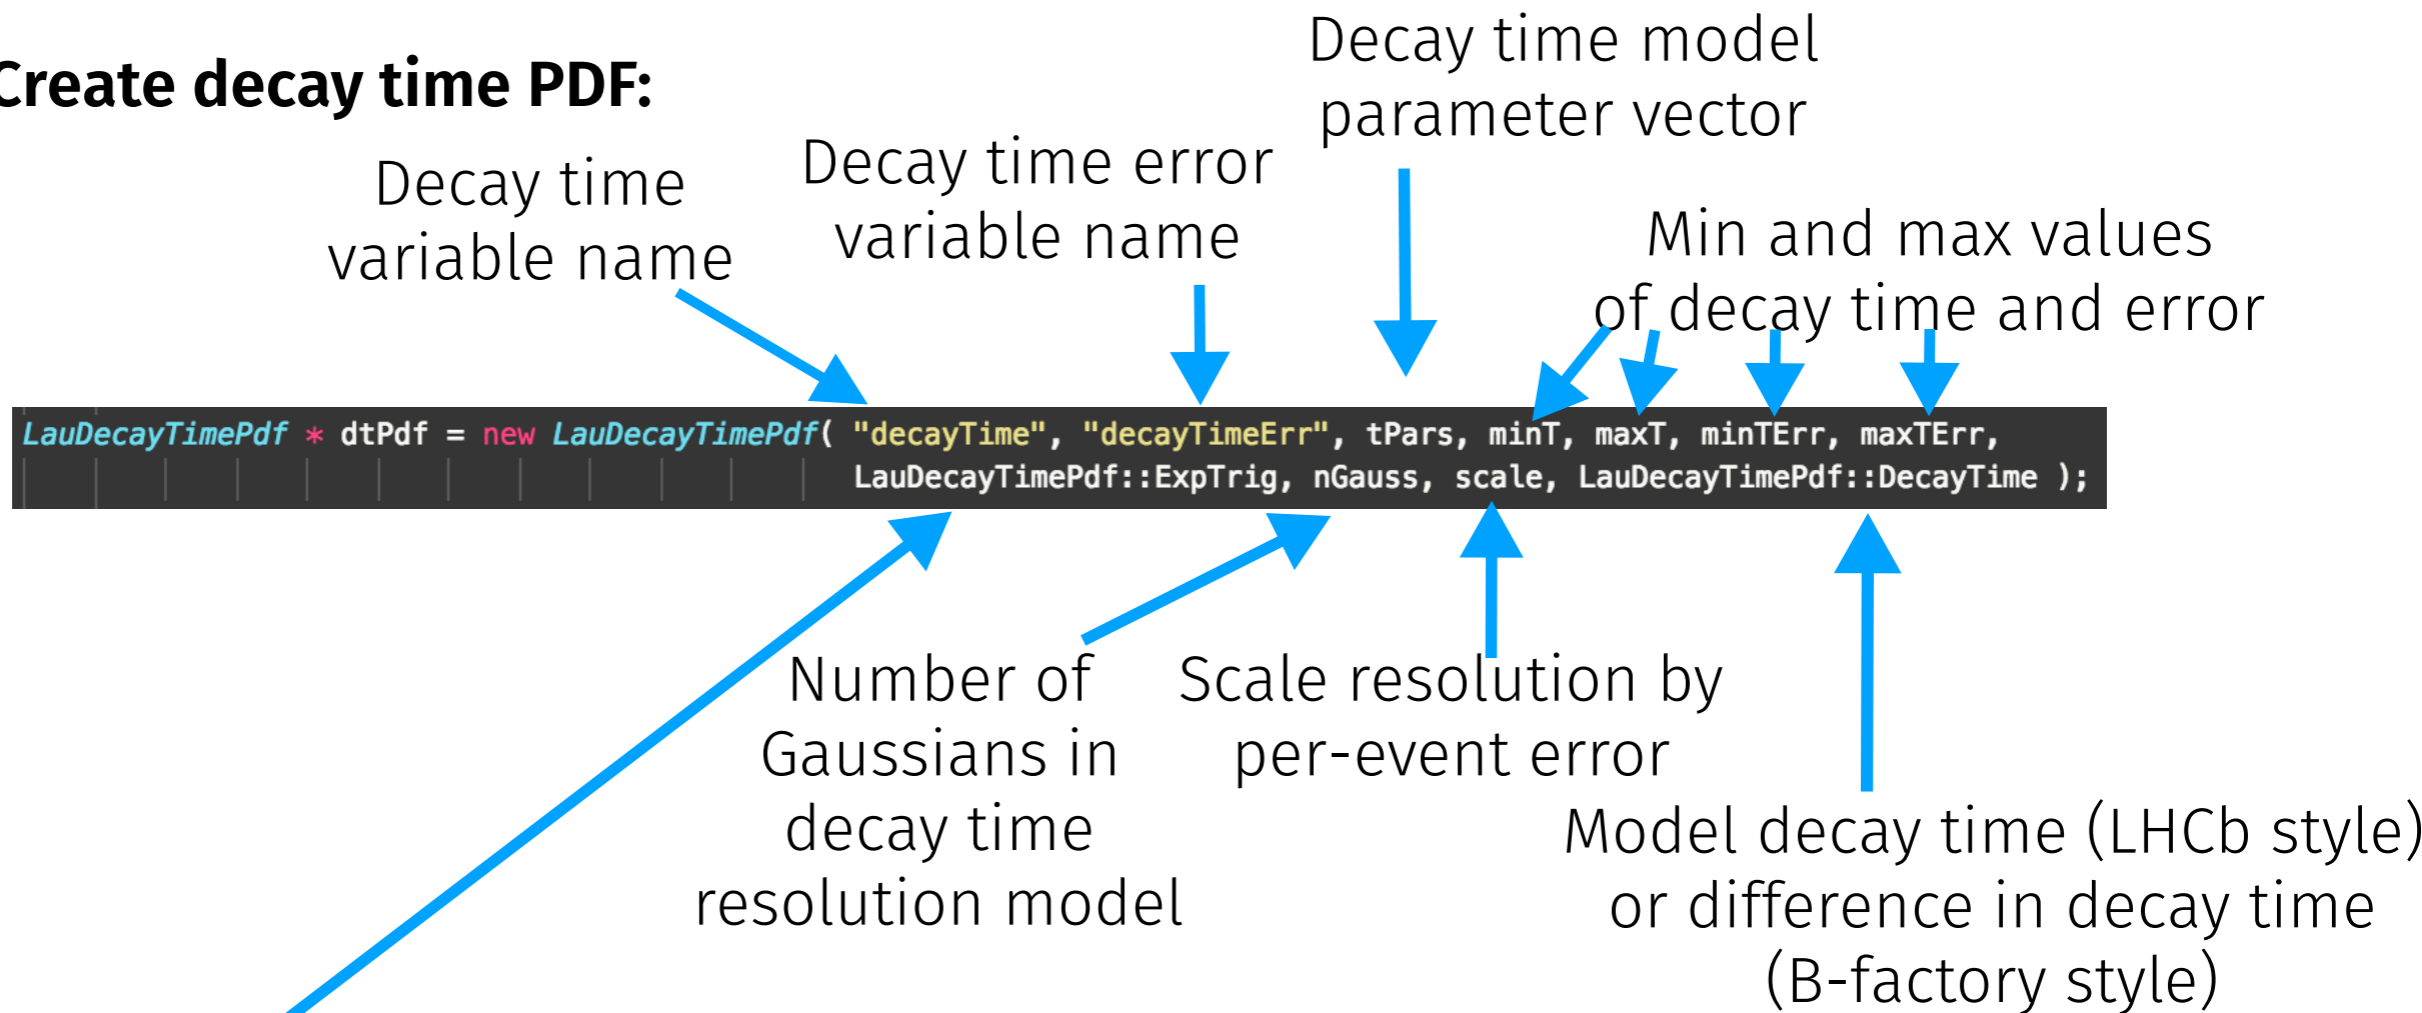 Create decay time PDF:
Decay time
variable name
Decay time error
variable name
Decay time model
parameter vector
Min and max values
of decay time and error
LauDecayTimePdf * dtPdf = new LauDecayTimePdf( "decayTime", "decayTimeErr", tPars, minT, maxT, minTErr, maxTErr,
LauDecayTimePdf::ExpTrig, nGauss, scale, LauDecayTimePdf::DecayTime );
Number of
Gaussians in
decay time
resolution model
Scale resolution by
per-event error
Model decay time (LHCb style)
or difference in decay time
(B-factory style)